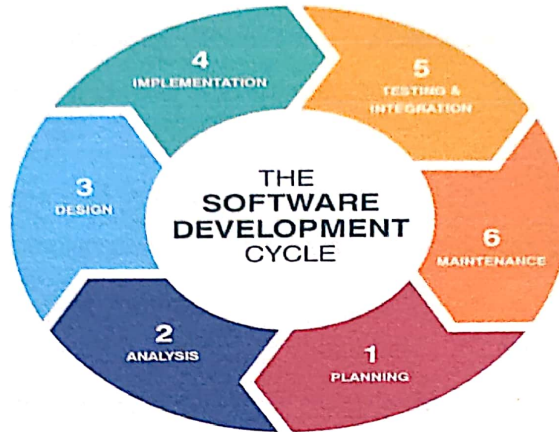 THE
SOFTWARE
DEVELOPMENT
CYCLE
1
PLANNING
2
ANALYSIS
3
DESIGN
4
IMPLEMENTATION
5
TESTING &
INTEGRATION
6
MAINTENANCE